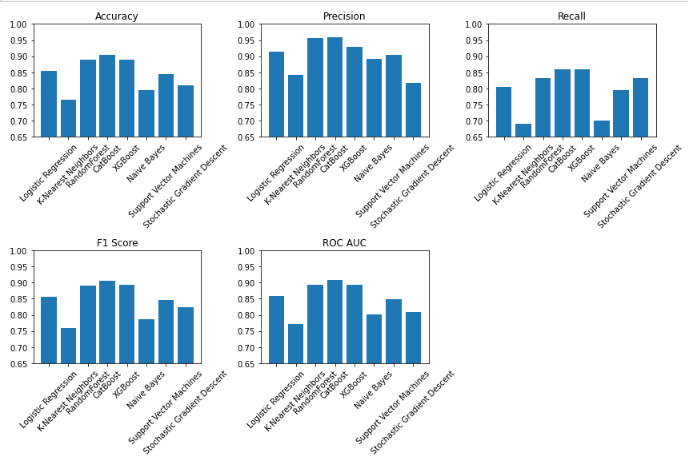 Accuracy
1.00
0.95
0.90
0.85
0.80
0.75
0.70
0.65
Logistic Regression
K-Nearest Neighbors
RandomForest
CatBoost
XGBoost
Naive Bayes
Support Vector Machines
Stochastic Gradient Descent
Precision
1.00
0.95
0.90
0.85
0.80
0.75
0.70
0.65
Logistic Regression
K-Nearest Neighbors
RandomForest
CatBoost
XGBoost
Naive Bayes
Support Vector Machines
Stochastic Gradient Descent
Recall
1.00
0.95
0.90
0.85
0.80
0.75
0.70
0.65
Logistic Regression
K-Nearest Neighbors
RandomForest
CatBoost
XGBoost
Naive Bayes
Support Vector Machines
Stochastic Gradient Descent
F1 Score
1.00
0.95
0.90
0.85
0.80
0.75
0.70
0.65
Logistic Regression
K-Nearest Neighbors
RandomForest
CatBoost
XGBoost
Naive Bayes
Support Vector Machines
Stochastic Gradient Descent
ROC AUC
1.00
0.95
0.90
0.85
0.80
0.75
0.70
0.65
Logistic Regression
K-Nearest Neighbors
RandomForest
CatBoost
XGBoost
Naive Bayes
Support Vector Machines
Stochastic Gradient Descent